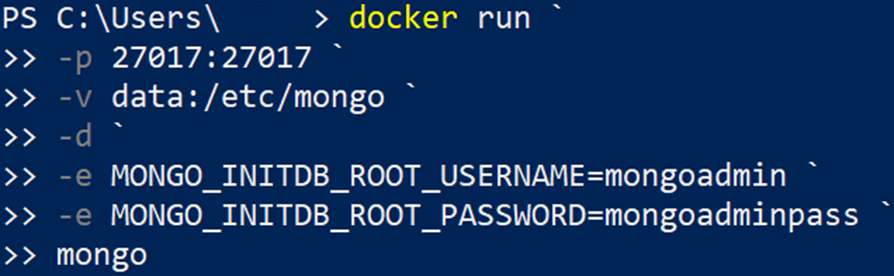 PS C:\Users\ > docker run `
>> -p 27017:27017 `
>> -v data:/etc/mongo `
>> -d `
>> -e MONGO_INITDB_ROOT_USERNAME=mongoadmin `
>> -e MONGO_INITDB_ROOT_PASSWORD=mongoadminpass `
>> mongo